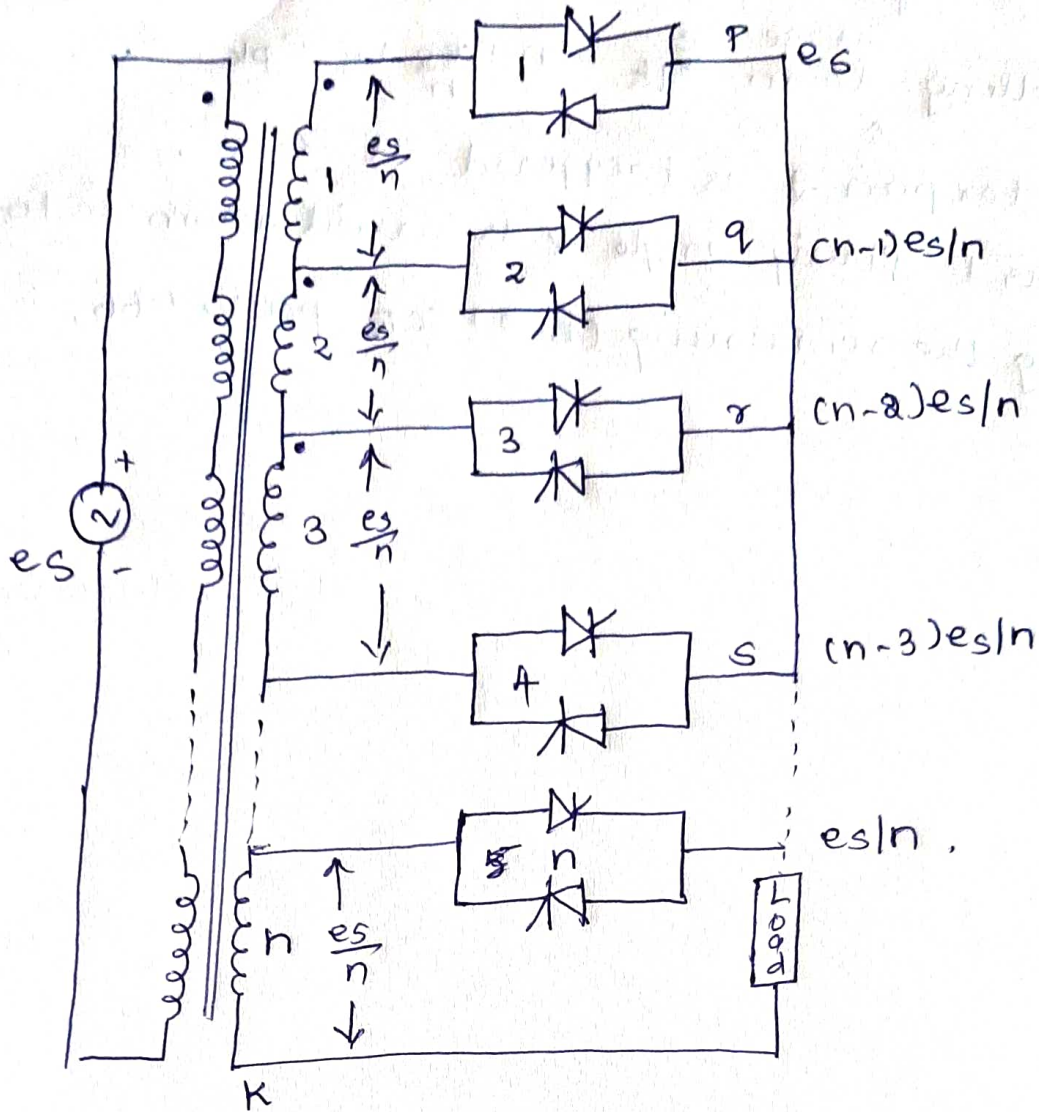 1 P es
es/n
1
2 q (n-1)es/n
2 es/n
3 r (n-2)es/n
+
es
-
3 es/n
4 S (n-3)es/n
n es/n.
Load
n es/n
K